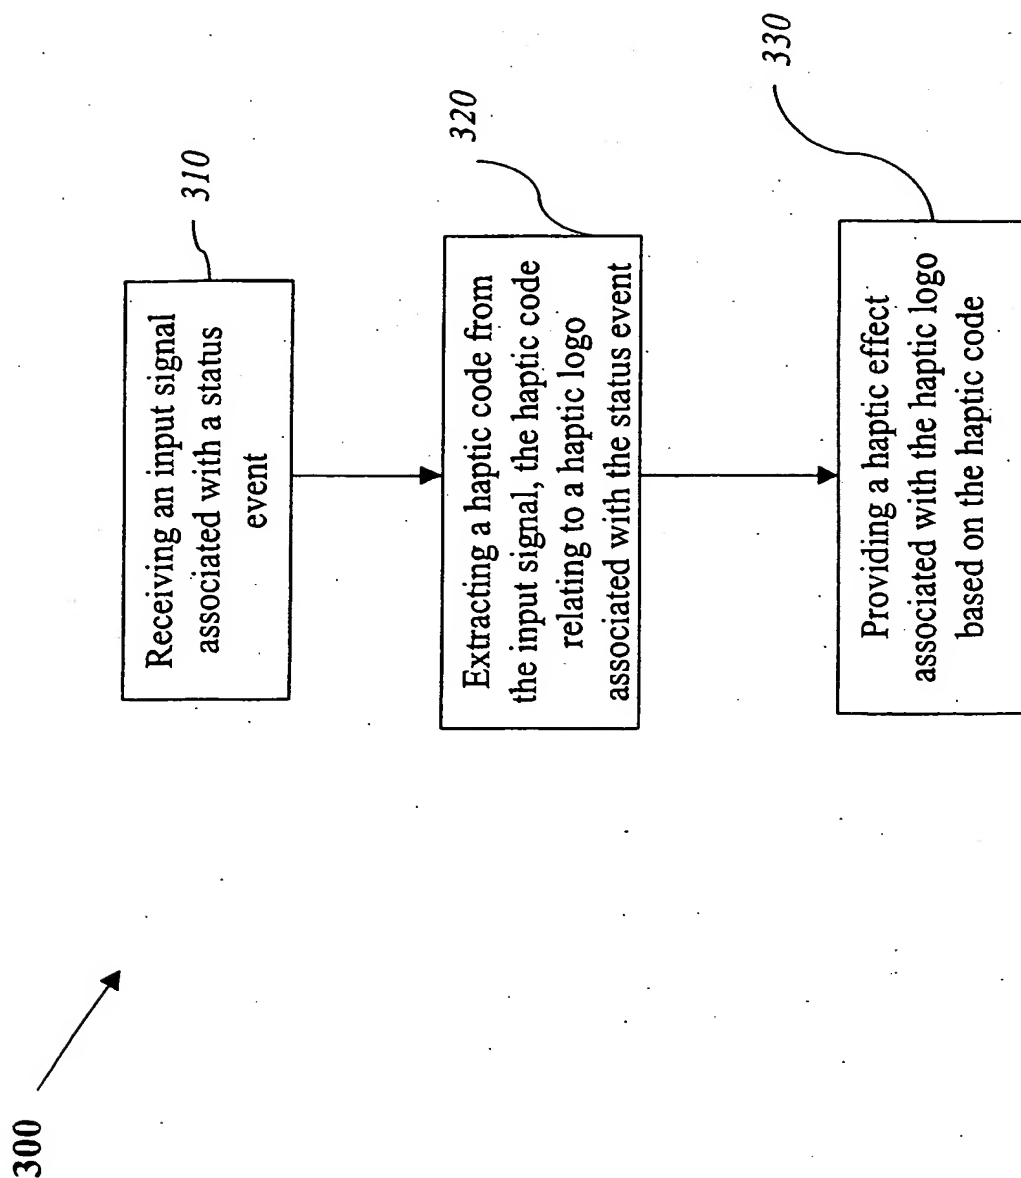 300
Receiving an input signal
associated with a status
event
310
Extracting a haptic code from
the input signal, the haptic code
relating to a haptic logo
associated with the status event
320
Providing a haptic effect
associated with the haptic logo
based on the haptic code
330